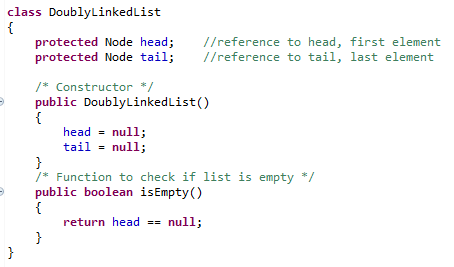 class DoublyLinkedList
{
    protected Node head;    //reference to head, first element
    protected Node tail;    //reference to tail, last element

    /* Constructor */
    public DoublyLinkedList()
    {
        head = null;
        tail = null;
    }
    /* Function to check if list is empty */
    public boolean isEmpty()
    {
        return head == null;
    }
}